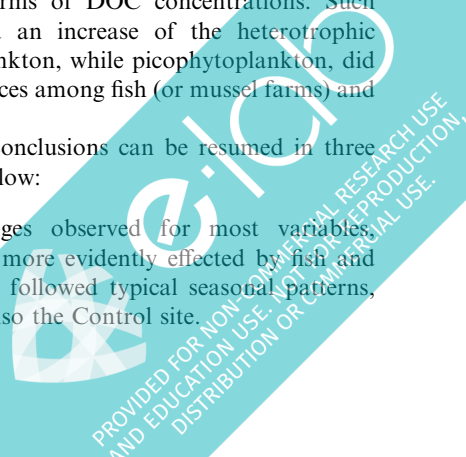 rms of DOC concentrations. Such
an increase of the heterotrophic
nkton, while picophytoplankton, did
ces among fish (or mussel farms) and
onclusions can be resumed in three
low:
ges observed for most variables,
more evidently effected by fish and
followed typical seasonal patterns,
lso the Control site.
e.lab
PROVIDED FOR NON-COMMERCIAL RESEARCH USE
AND EDUCATION USE. NOT FOR REPRODUCTION,
DISTRIBUTION OR COMMERCIAL USE.